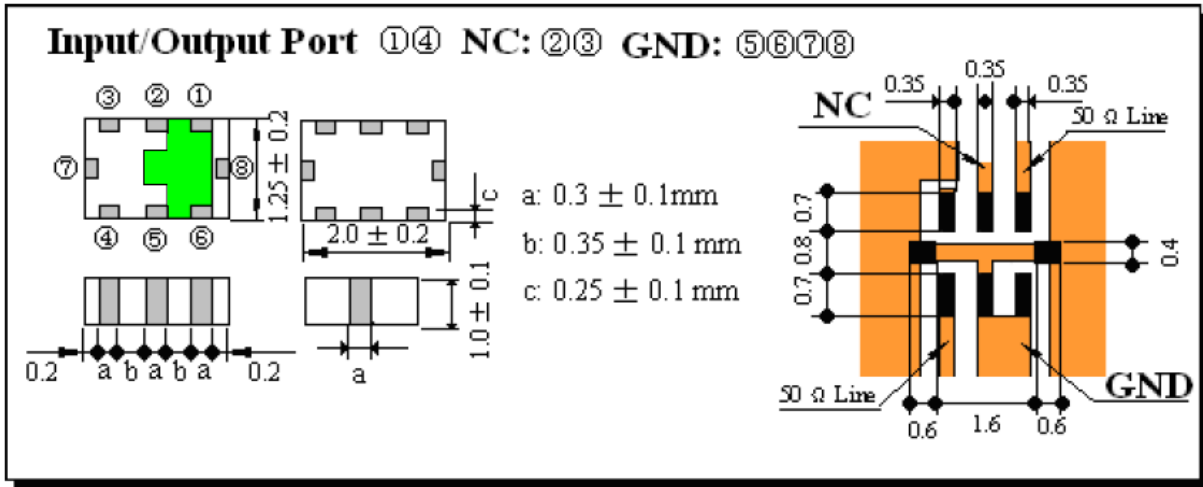 Input/Output Port ①④ NC: ②③ GND: ⑤⑥⑦⑧
③ ② ①
⑦ ⑧
④ ⑤ ⑥
1.25 ± 0.2
c
2.0 ± 0.2
a: 0.3 ± 0.1mm
b: 0.35 ± 0.1 mm
c: 0.25 ± 0.1 mm
0.2 a b a b a 0.2
a
1.0 ± 0.1
0.35 0.35 0.35
NC
50 Ω Line
0.7
0.8
0.7
0.4
50 Ω Line
GND
0.6 1.6 0.6